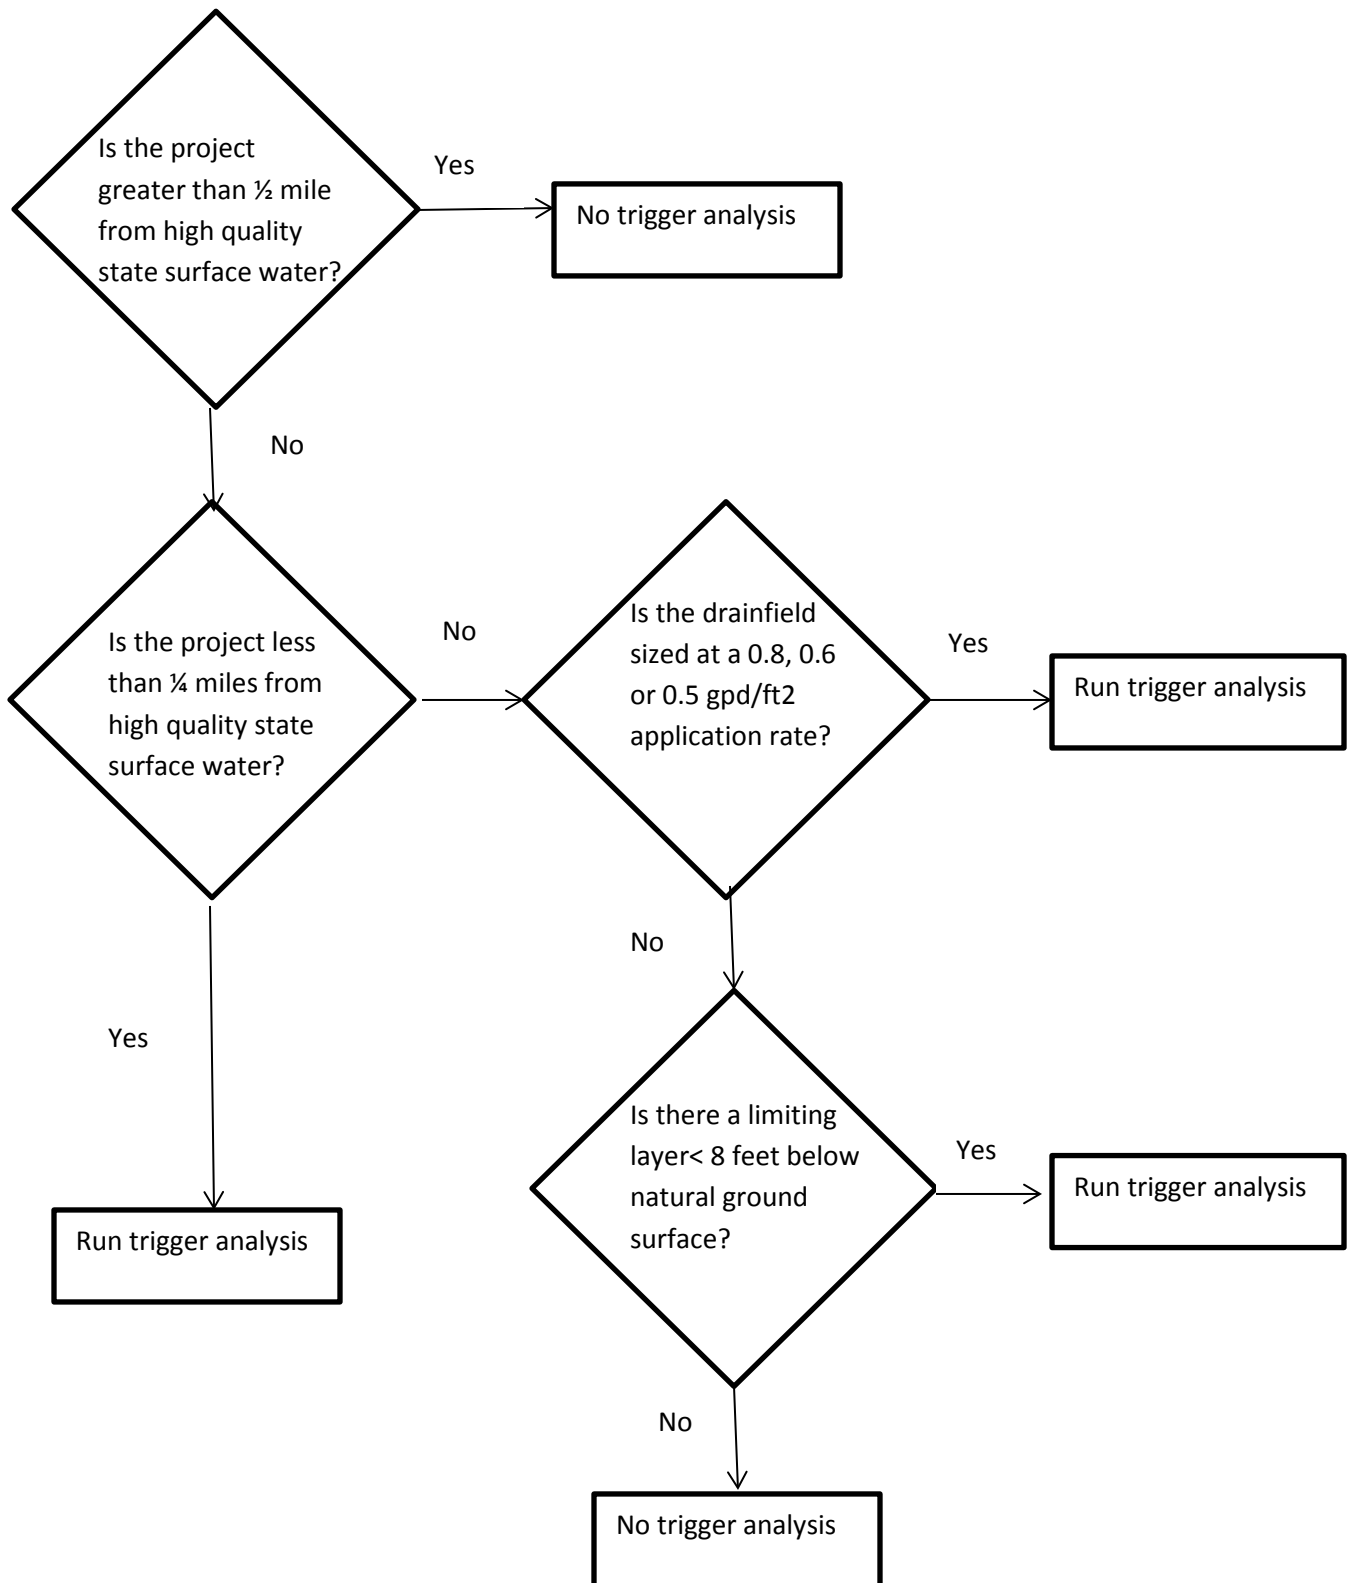 Is the project
greater than ½ mile
from high quality
state surface water?
Yes
No trigger analysis
No
Is the project less
than ¼ miles from
high quality state
surface water?
No
Is the drainfield
sized at a 0.8, 0.6
or 0.5 gpd/ft2
application rate?
Yes
Run trigger analysis
No
Yes
Run trigger analysis
Is there a limiting
layer< 8 feet below
natural ground
surface?
Yes
Run trigger analysis
No
No trigger analysis